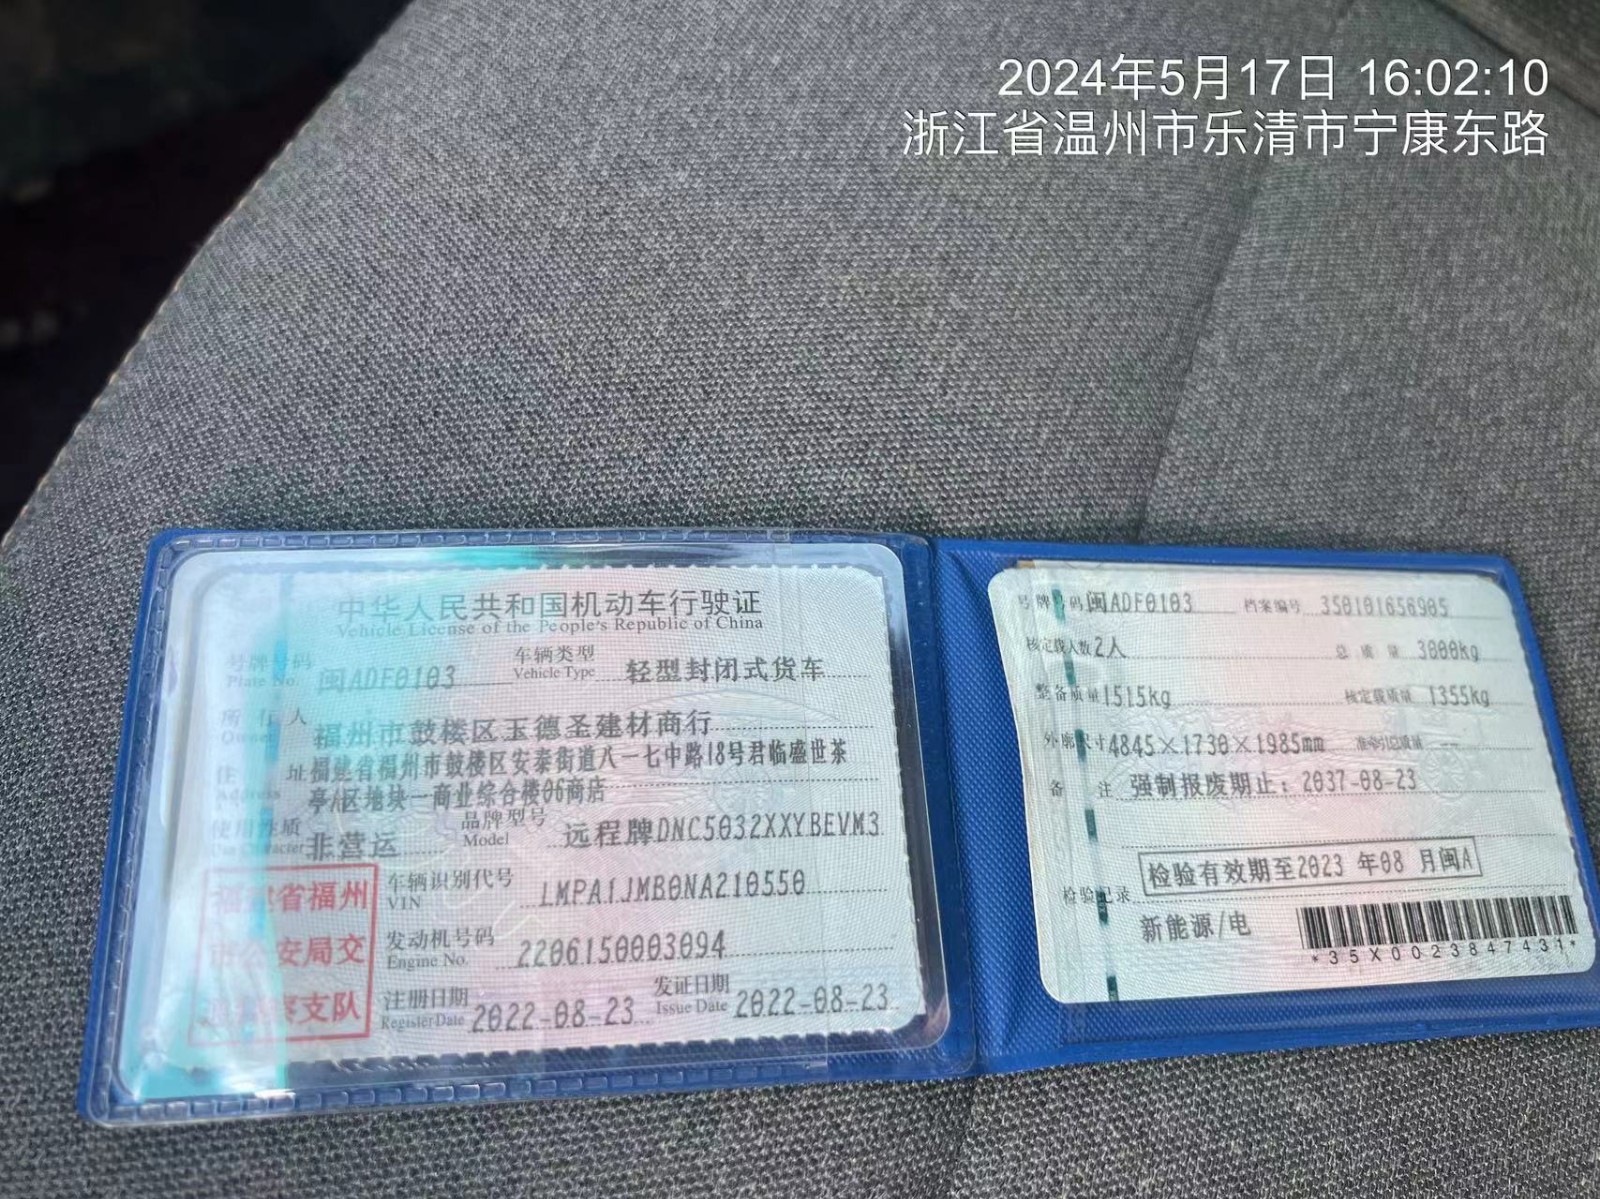 2024年5月17日 16:02:10
浙江省温州市乐清市宁康东路
中华人民共和国机动车行驶证
Vehicle License of the People's Republic of China
号牌号码 闽ADF0103 车辆类型 轻型封闭式货车
Plate No. Vehicle Type
所有人 福州市鼓楼区玉德圣建材商行
Owner
住址 福建省福州市鼓楼区安泰街道八一七中路18号君临盛世茶
Address 亭A区地块一商业综合楼06商店
使用性质 非营运 品牌型号 远程牌DNC5032XXYBEVM3
Use Character Model
车辆识别代号 LMPA1JMB0NA210550
VIN
发动机号码 2206150003094
Engine No.
注册日期 2022-08-23 发证日期 2022-08-23
Register Date Issue Date
福建省福州
市公安局交
通警察支队
号牌号码 闽ADF0103 档案编号 350101656905
核定载人数 2人 总质量 3000kg
整备质量 1515kg 核定载质量 1355kg
外廓尺寸 4845×1730×1985mm 准牵引总质量 --
备注 强制报废期止: 2037-08-23
检验有效期至2023 年08 月闽A
检验记录
新能源/电
*35X0023847431*